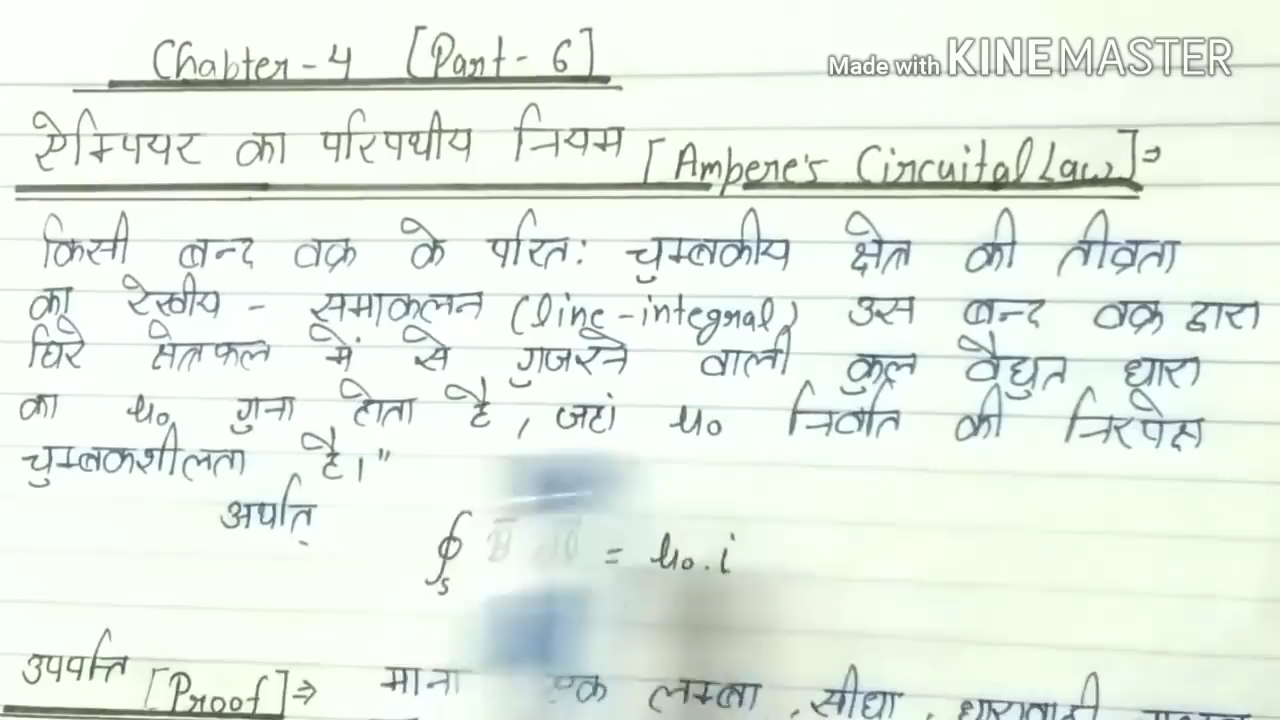 Chapter-4 [Part-6]
Made with KINEMASTER
ऐम्पियर का परिपथीय नियम [Ampere's Circuital Law]⇒
किसी बन्द वक्र के परितः चुम्बकीय क्षेत्र की तीव्रता
का रेखीय - समाकलन (line-integral) उस बन्द वक्र द्वारा
घिरे क्षेत्रफल में से गुजरने वाली कुल वैद्युत धारा
का μ₀ गुना होता है, जहां μ₀ निर्वात की निरपेक्ष
चुम्बकशीलता है।"
अर्थात्
∮s B̄ dl̄ = μ₀.i
उपपत्ति [Proof]⇒ माना एक लम्बा, सीधा, धारावाही